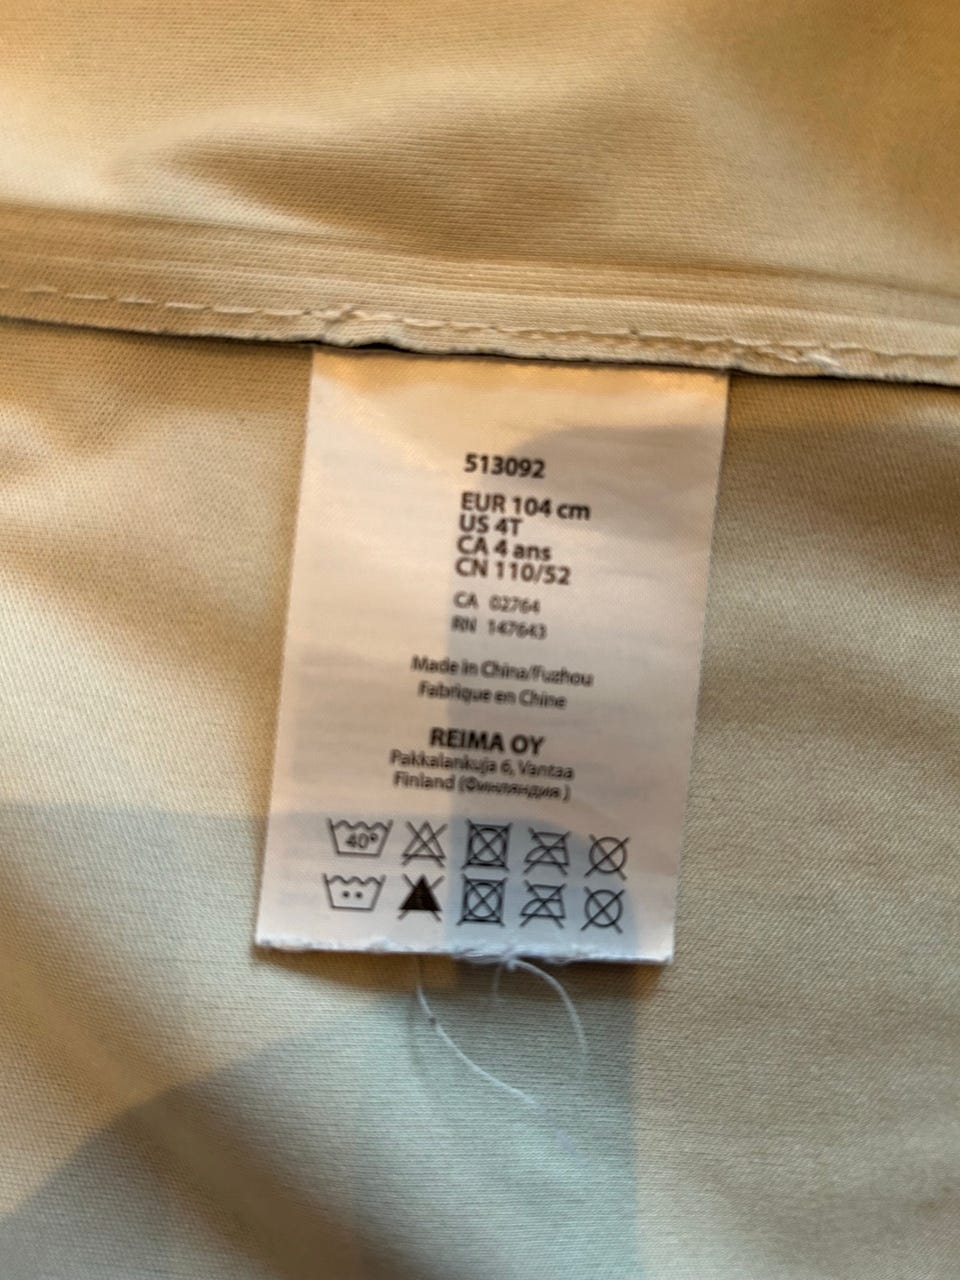 513092
EUR 104 cm
US 4T
CA 4 ans
CN 110/52
CA 02764
RN 147643
Made in China/Fuzhou
Fabrique en Chine
REIMA OY
Pakkalankuja 6, Vantaa
Finland (Финляндия )
40°